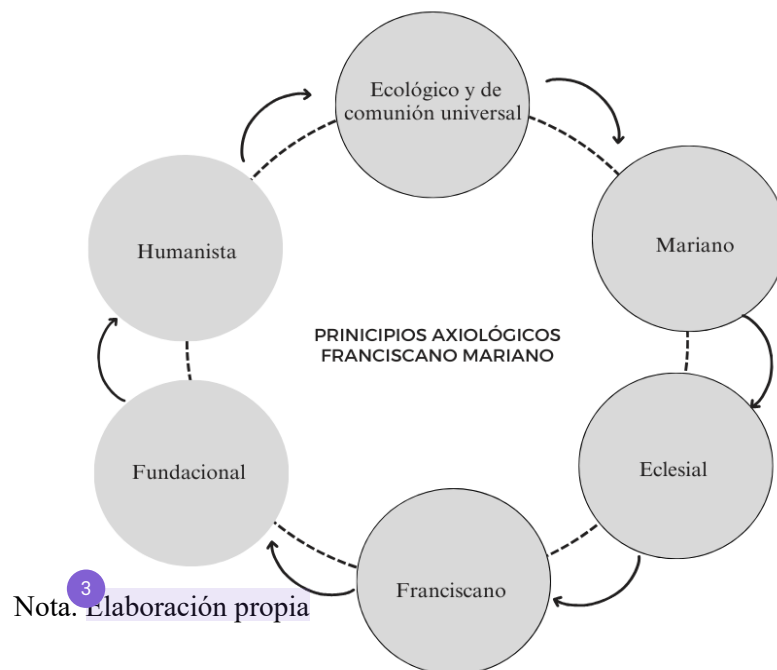 Ecológico y de
comunión universal
Humanista
Mariano
PRINICIPIOS AXIOLÓGICOS
FRANCISCANO MARIANO
Fundacional
Eclesial
Franciscano
3
Nota. Elaboración propia